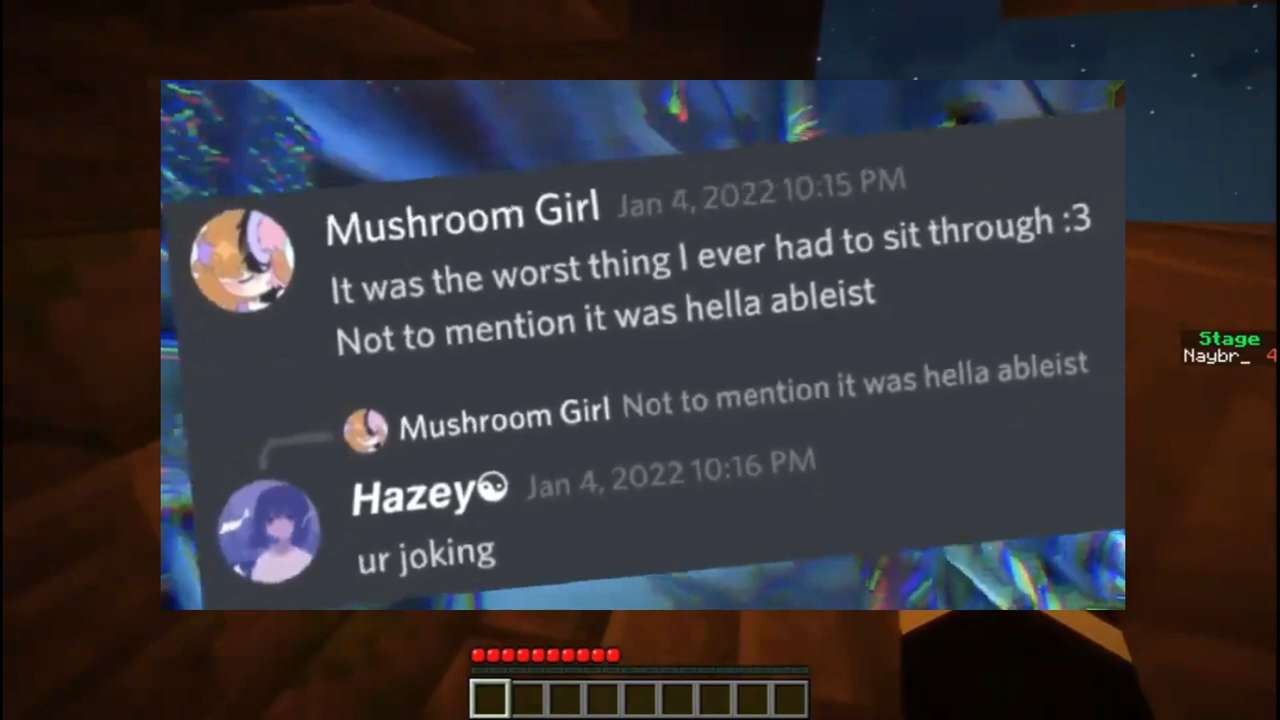 Mushroom Girl Jan 4, 2022 10:15 PM
It was the worst thing I ever had to sit through :3
Not to mention it was hella ableist
Mushroom Girl Not to mention it was hella ableist
Hazey☯ Jan 4, 2022 10:16 PM
ur joking
Stage
Naybr_ 4